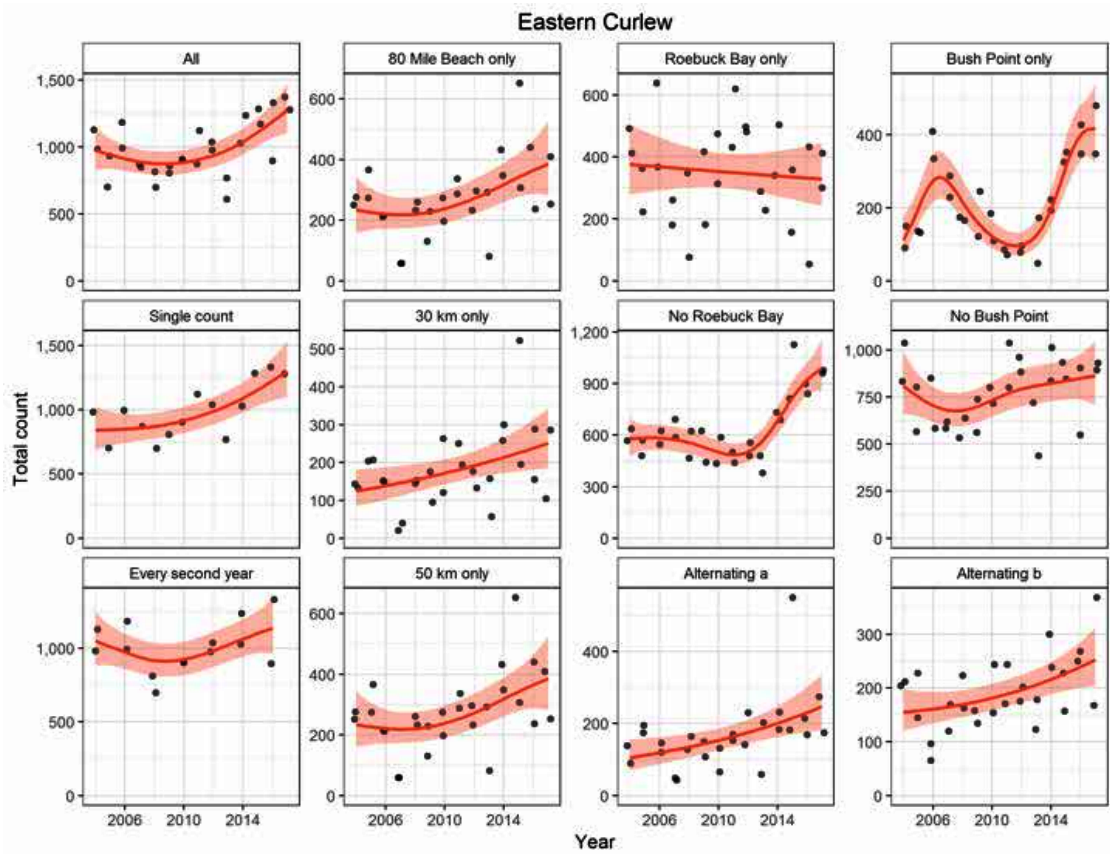 Eastern Curlew
All
80 Mile Beach only
Roebuck Bay only
Bush Point only
1,500
1,000
500
0
600
400
200
0
600
400
200
0
400
200
0
Single count
30 km only
No Roebuck Bay
No Bush Point
Total count
1,500
1,000
500
0
500
400
300
200
100
0
1,200
900
600
300
0
1,000
750
500
250
0
Every second year
50 km only
Alternating a
Alternating b
1,000
500
0
600
400
200
0
400
200
0
300
200
100
0
2006 2010 2014
2006 2010 2014
2006 2010 2014
2006 2010 2014
Year